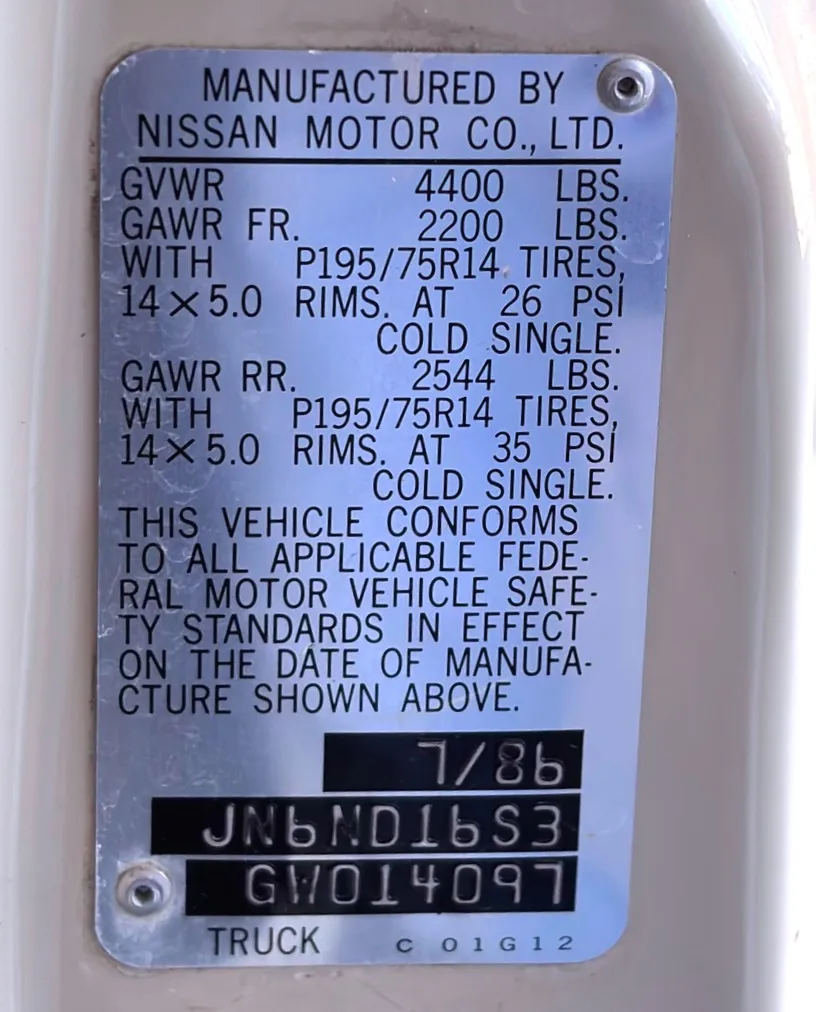 MANUFACTURED BY
NISSAN MOTOR CO., LTD.
GVWR 4400 LBS.
GAWR FR. 2200 LBS.
WITH P195/75R14 TIRES,
14×5.0 RIMS. AT 26 PSI
COLD SINGLE.
GAWR RR. 2544 LBS.
WITH P195/75R14 TIRES,
14×5.0 RIMS. AT 35 PSI
COLD SINGLE.
THIS VEHICLE CONFORMS
TO ALL APPLICABLE FEDE-
RAL MOTOR VEHICLE SAFE-
TY STANDARDS IN EFFECT
ON THE DATE OF MANUFA-
CTURE SHOWN ABOVE.
7/86
JN6ND16S3
GW014097
TRUCK C 01G12